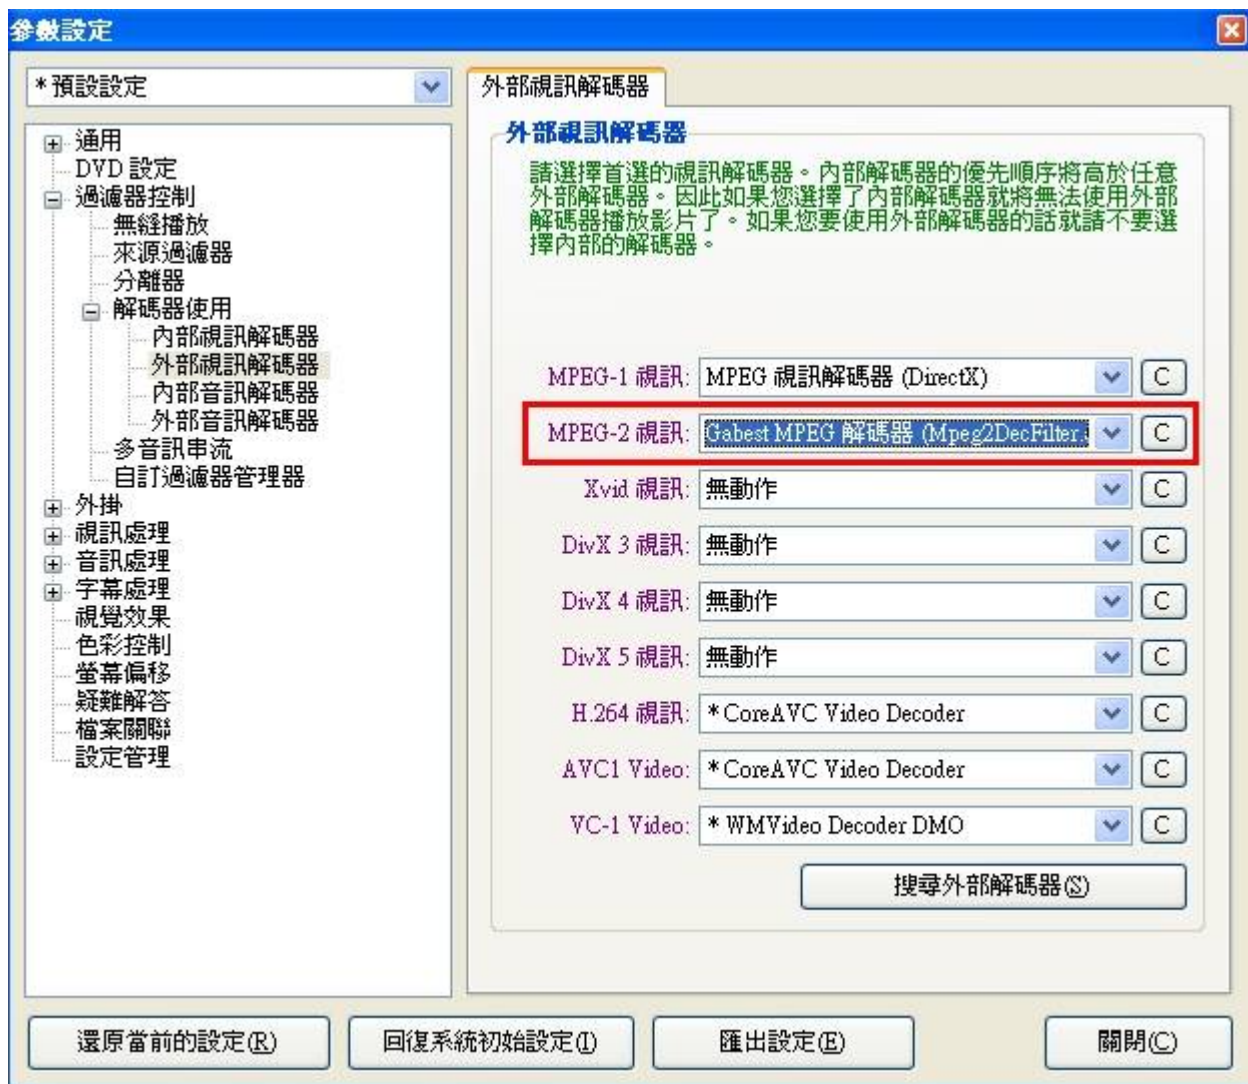 參數設定
*預設設定
通用
DVD 設定
過濾器控制
無縫播放
來源過濾器
分離器
解碼器使用
內部視訊解碼器
外部視訊解碼器
內部音訊解碼器
外部音訊解碼器
多音訊串流
自訂過濾器管理器
外掛
視訊處理
音訊處理
字幕處理
視覺效果
色彩控制
螢幕偏移
疑難解答
檔案關聯
設定管理
外部視訊解碼器
外部視訊解碼器
請選擇首選的視訊解碼器。內部解碼器的優先順序將高於任意
外部解碼器。因此如果您選擇了內部解碼器就將無法使用外部
解碼器播放影片了。如果您要使用外部解碼器的話就請不要選
擇內部的解碼器。
MPEG-1 視訊: MPEG 視訊解碼器 (DirectX) C
MPEG-2 視訊: Gabest MPEG 解碼器 (Mpeg2DecFilter. C
Xvid 視訊: 無動作 C
DivX 3 視訊: 無動作 C
DivX 4 視訊: 無動作 C
DivX 5 視訊: 無動作 C
H.264 視訊: * CoreAVC Video Decoder C
AVC1 Video: * CoreAVC Video Decoder C
VC-1 Video: * WMVideo Decoder DMO C
搜尋外部解碼器(S)
還原當前的設定(R) 回復系統初始設定(I) 匯出設定(E) 關閉(C)